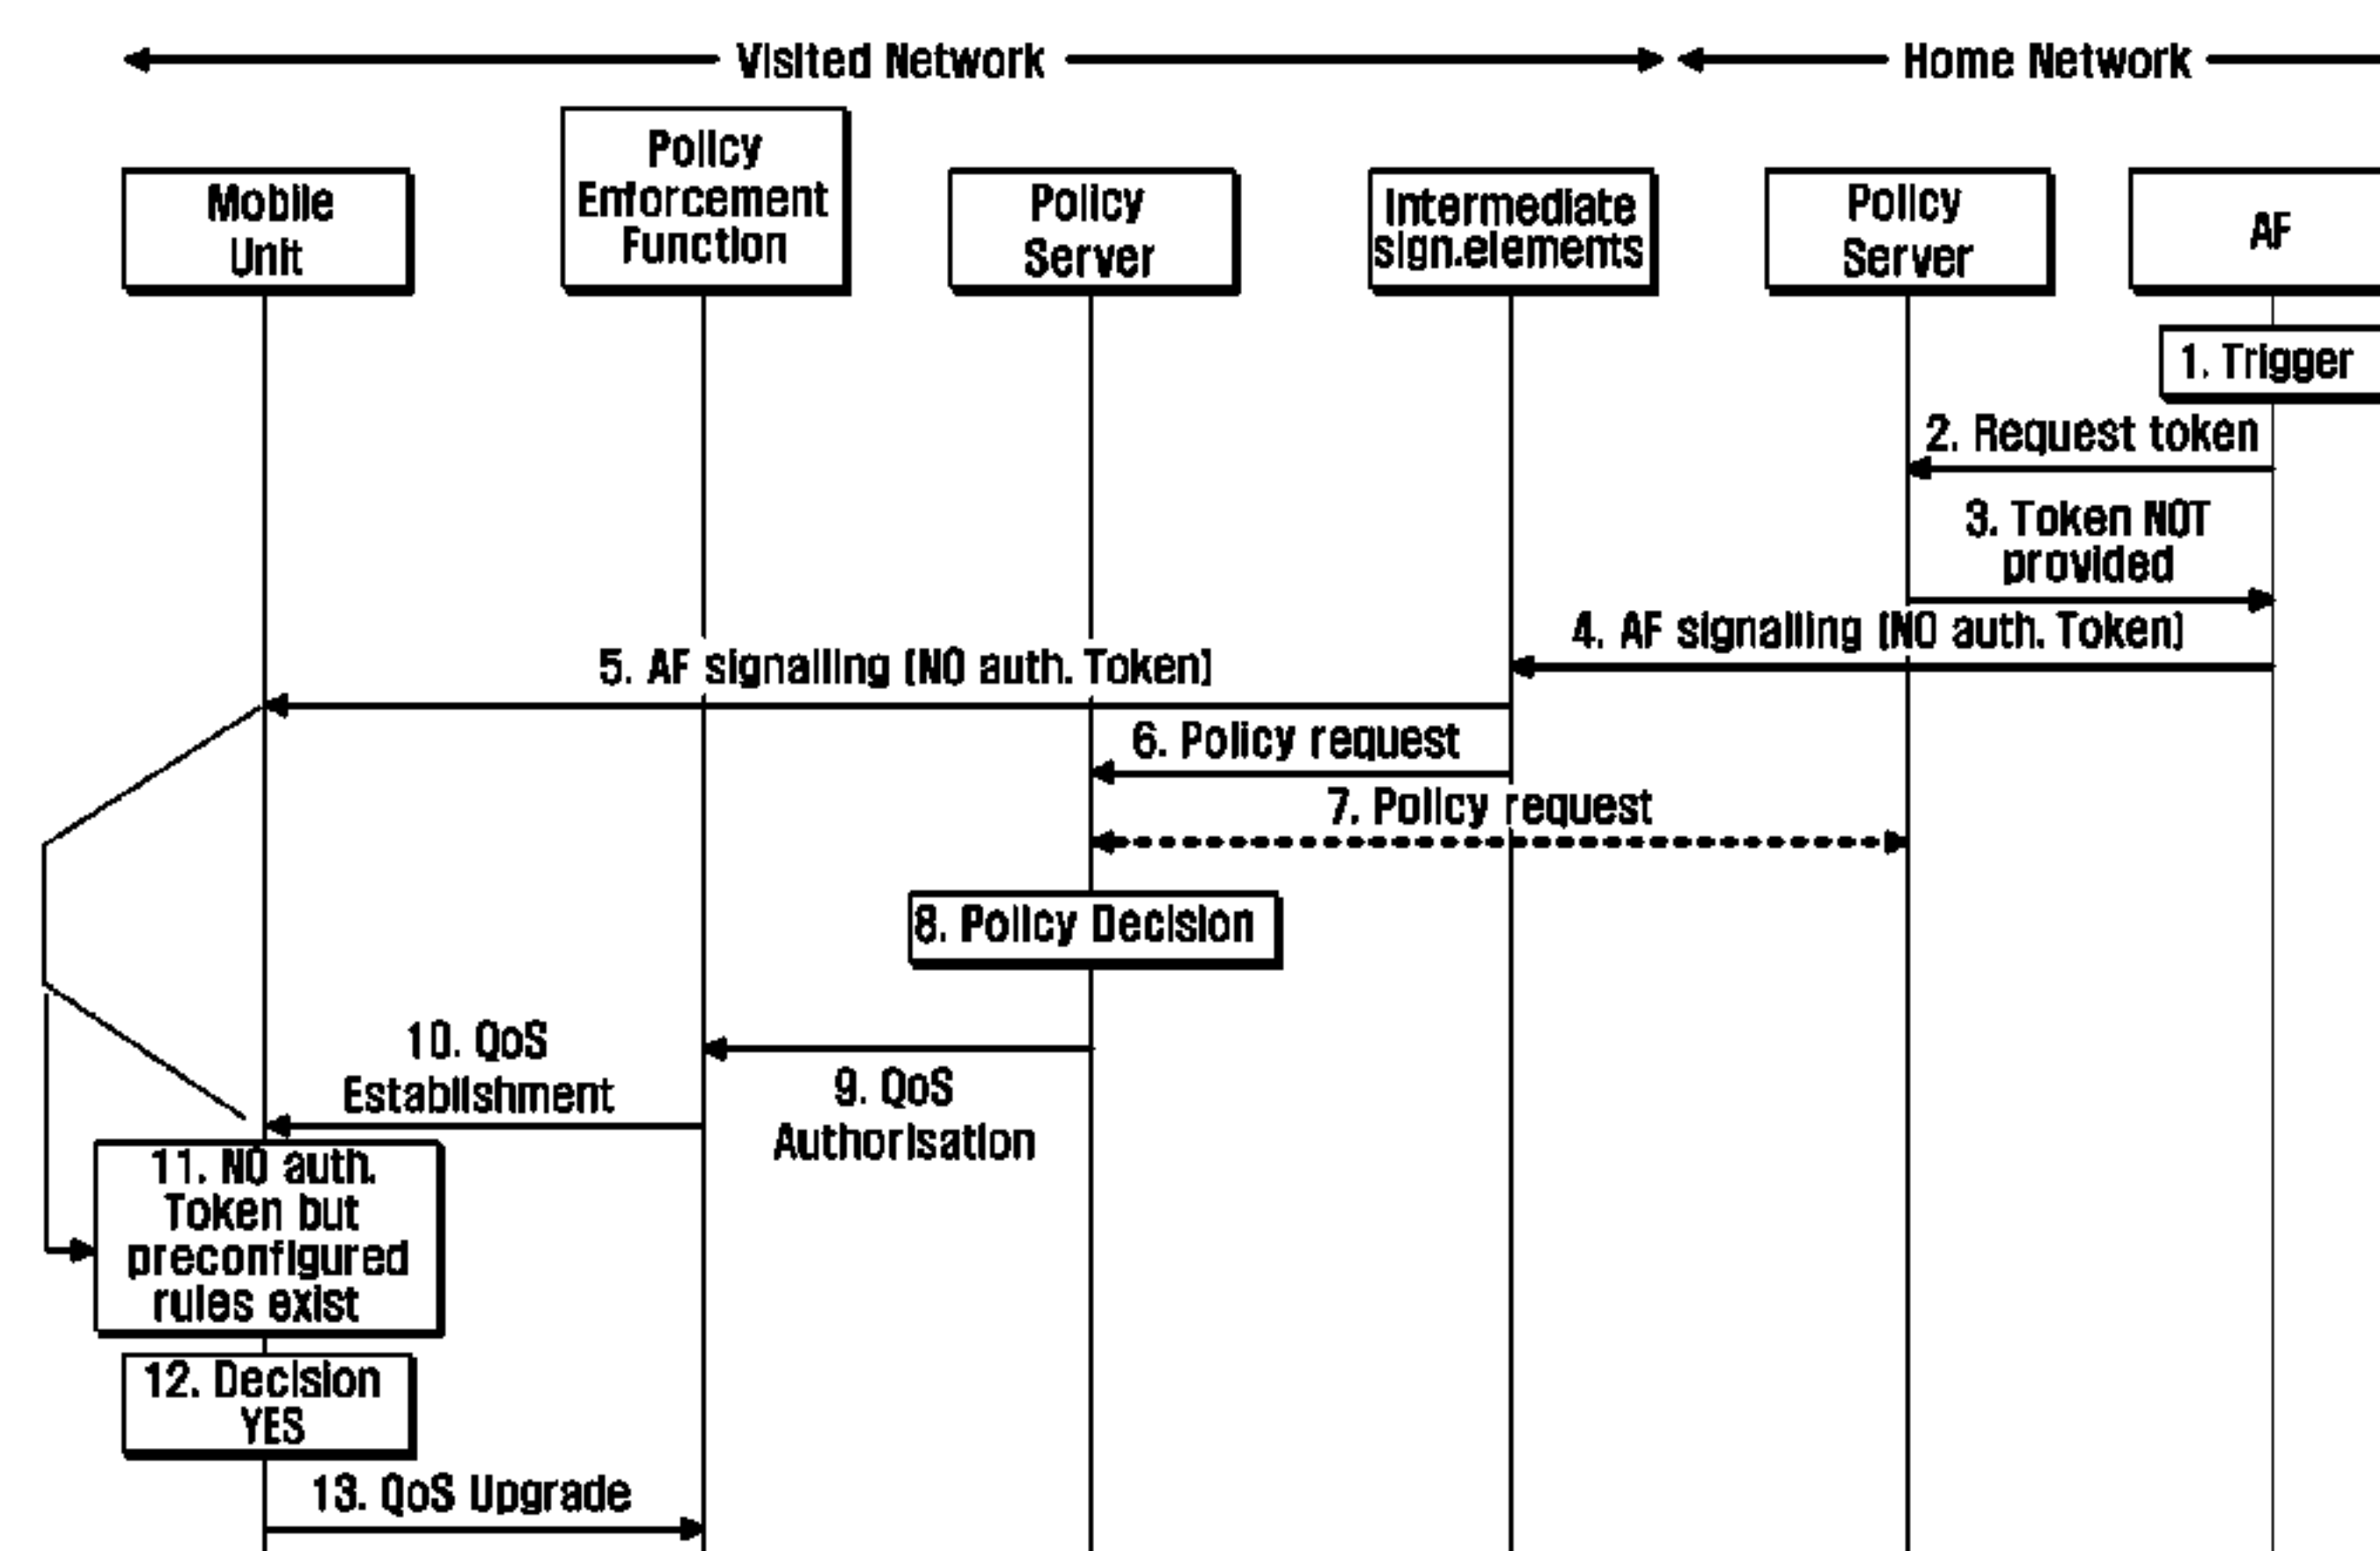 Visited Network
Home Network
Mobile
Unit
Policy
Enforcement
Function
Policy
Server
Intermediate
sign.elements
Policy
Server
AF
1. Trigger
2. Request token
3. Token NOT
provided
4. AF signalling (NO auth. Token)
5. AF signalling (NO auth. Token)
6. Policy request
7. Policy request
8. Policy Decision
9. QoS
Authorisation
10. QoS
Establishment
11. NO auth.
Token but
preconfigured
rules exist
12. Decision
YES
13. QoS Upgrade